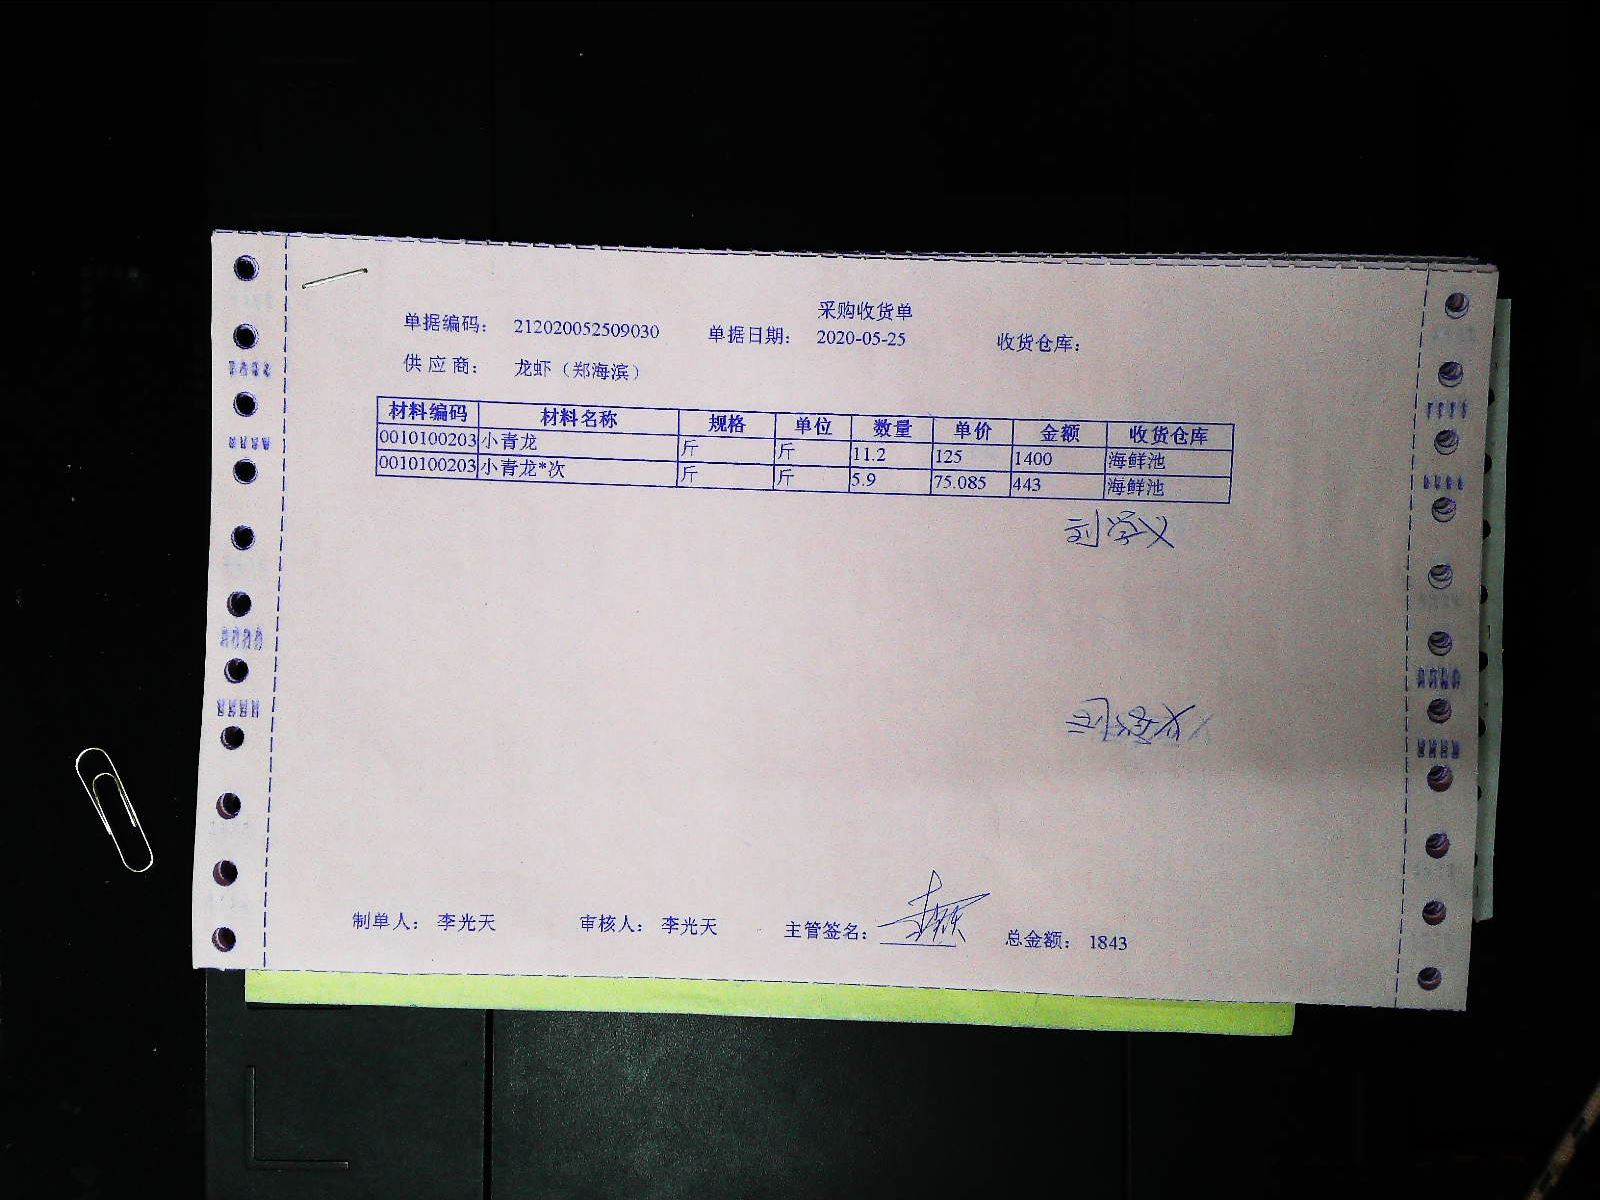 采购收货单
单据编码: 212020052509030 单据日期: 2020-05-25 收货仓库:
供应商: 龙虾（郑海滨）
材料编码 材料名称 规格 单位 数量 单价 金额 收货仓库
0010100203 小青龙 斤 斤 11.2 125 1400 海鲜池
0010100203 小青龙*次 斤 斤 5.9 75.085 443 海鲜池
刘学义
制单人: 李光天 审核人: 李光天 主管签名: 总金额: 1843